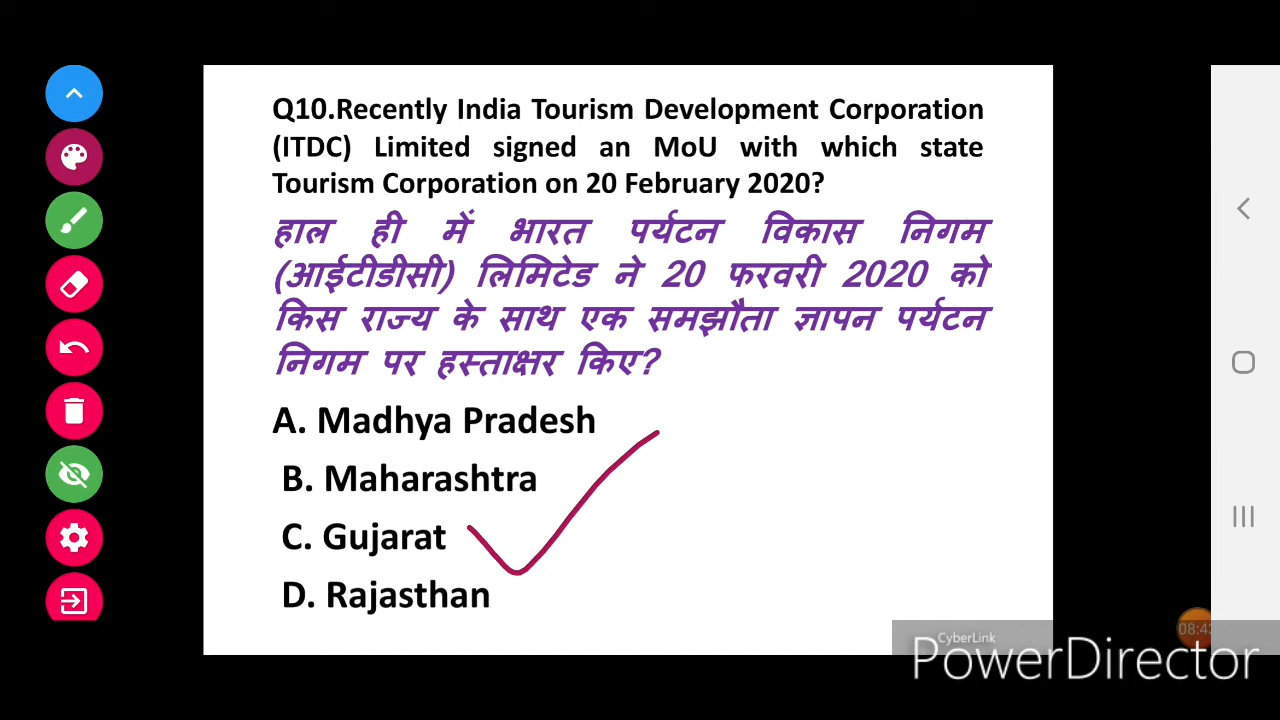 Q10.Recently India Tourism Development Corporation
(ITDC) Limited signed an MoU with which state
Tourism Corporation on 20 February 2020?
हाल ही में भारत पर्यटन विकास निगम
(आईटीडीसी) लिमिटेड ने 20 फरवरी 2020 को
किस राज्य के साथ एक समझौता ज्ञापन पर्यटन
निगम पर हस्ताक्षर किए?
A. Madhya Pradesh
B. Maharashtra
C. Gujarat
D. Rajasthan
08:43
CyberLink
PowerDirector